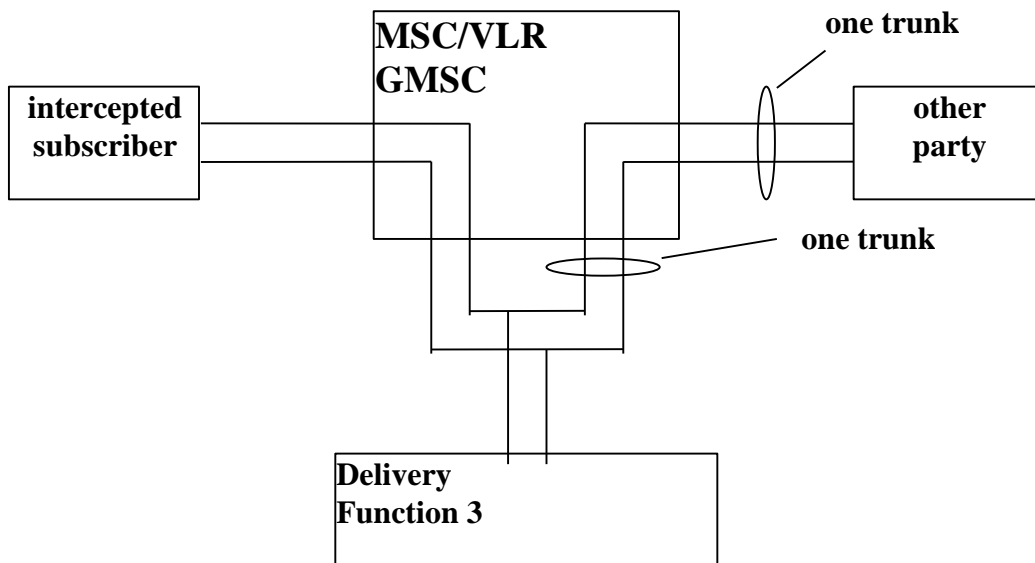 MSC/VLR
GMSC
one trunk
intercepted
subscriber
other
party
one trunk
Delivery
Function 3